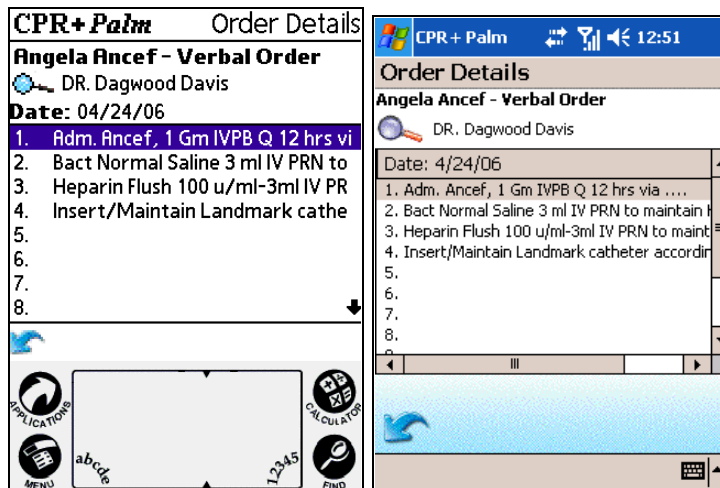 CPR+ Palm Order Details
Angela Ancef - Verbal Order
DR. Dagwood Davis
Date: 04/24/06
1. Adm. Ancef, 1 Gm IVPB Q 12 hrs vi
2. Bact Normal Saline 3 ml IV PRN to
3. Heparin Flush 100 u/ml-3ml IV PR
4. Insert/Maintain Landmark cathe
5.
6.
7.
8.
APPLICATIONS
CALCULATOR
MENU
abcde
12345
FIND
CPR+ Palm 12:51
Order Details
Angela Ancef - Verbal Order
DR. Dagwood Davis
Date: 4/24/06
1. Adm. Ancef, 1 Gm IVPB Q 12 hrs via ....
2. Bact Normal Saline 3 ml IV PRN to maintain
3. Heparin Flush 100 u/ml-3ml IV PRN to maint
4. Insert/Maintain Landmark catheter accordin
5.
6.
7.
8.